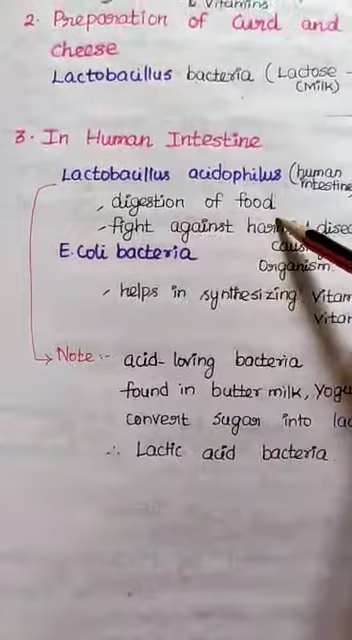 & Vitamins
2. Preparation of Curd and
cheese
Lactobacillus bacteria (Lactose -
(Milk)
3. In Human Intestine
Lactobacillus acidophilus (human
intestine
, digestion of food
- fight against
E. Coli bacteria
Organism.
, helps in synthesizing
→ Note :- acid-loving bacteria
found in butter milk,
convert sugar into
∴ Lactic acid bacteria.